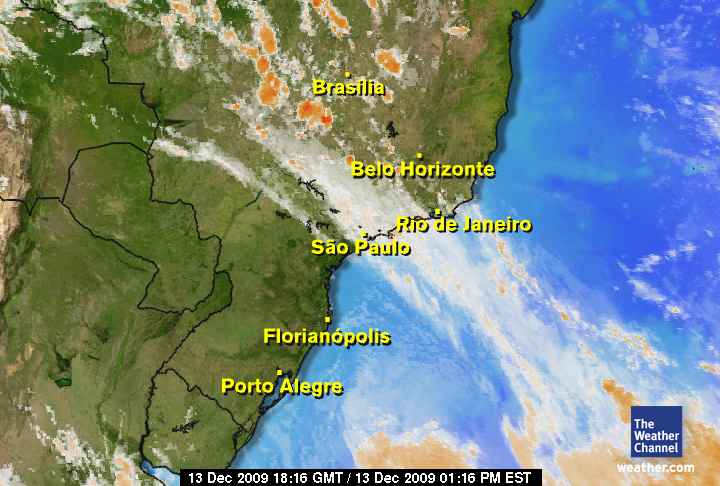 Brasília
Belo Horizonte
Rio de Janeiro
São Paulo
Florianópolis
Porto Alegre
The
Weather
Channel
weather.com
13 Dec 2009 18:16 GMT / 13 Dec 2009 01:16 PM EST